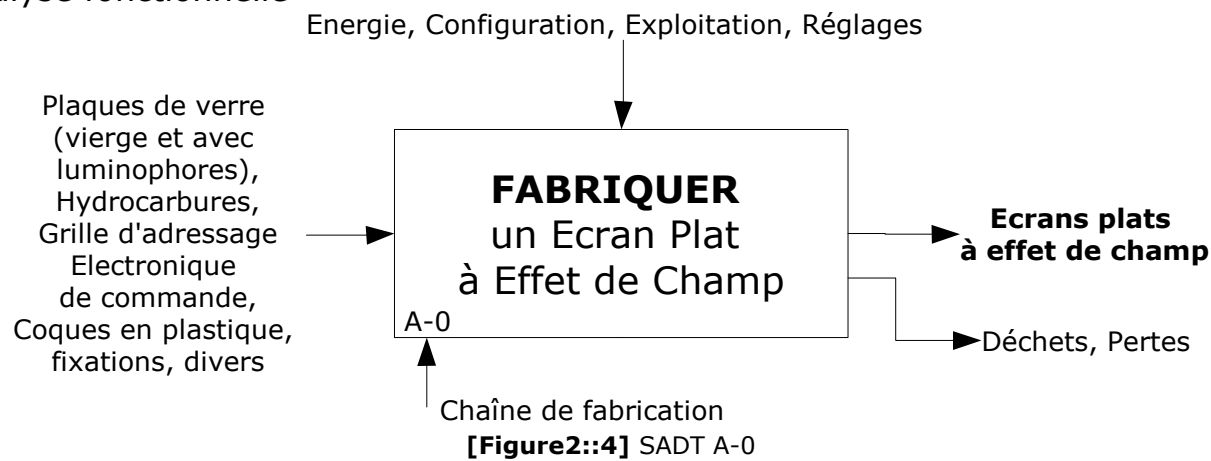 Energie, Configuration, Exploitation, Réglages
Plaques de verre
(vierge et avec
luminophores),
Hydrocarbures,
Grille d'adressage
Electronique
de commande,
Coques en plastique,
fixations, divers
FABRIQUER
un Ecran Plat
à Effet de Champ
A-0
Ecrans plats
à effet de champ
Déchets, Pertes
Chaîne de fabrication
[Figure2::4] SADT A-0